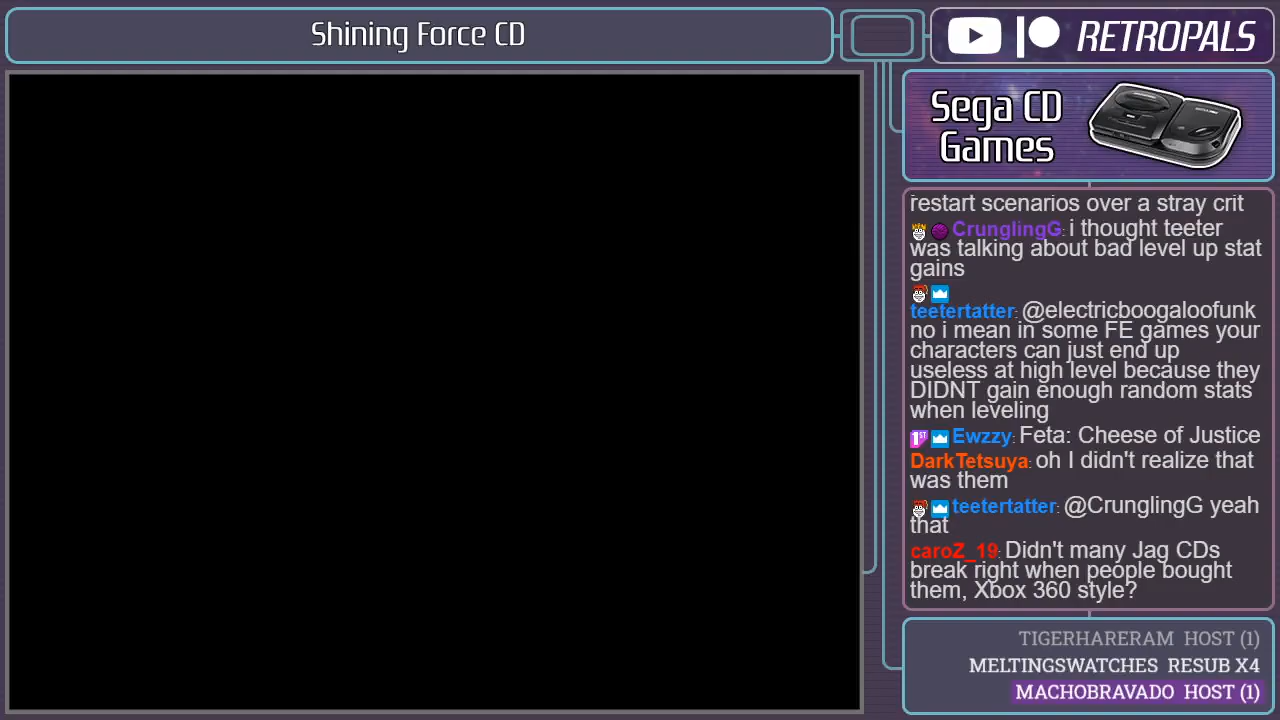 Shining Force CD
RETROPALS
Sega CD
Games
restart scenarios over a stray crit
CrunglingG: i thought teeter
was talking about bad level up stat
gains
teetertatter: @electricboogaloofunk
no i mean in some FE games your
characters can just end up
useless at high level because they
DIDNT gain enough random stats
when leveling
1ST Ewzzy: Feta: Cheese of Justice
DarkTetsuya: oh I didn't realize that
was them
teetertatter: @CrunglingG yeah
that
caroZ_19: Didn't many Jag CDs
break right when people bought
them, Xbox 360 style?
TIGERHARERAM HOST (1)
MELTINGSWATCHES RESUB X4
MACHOBRAVADO HOST (1)